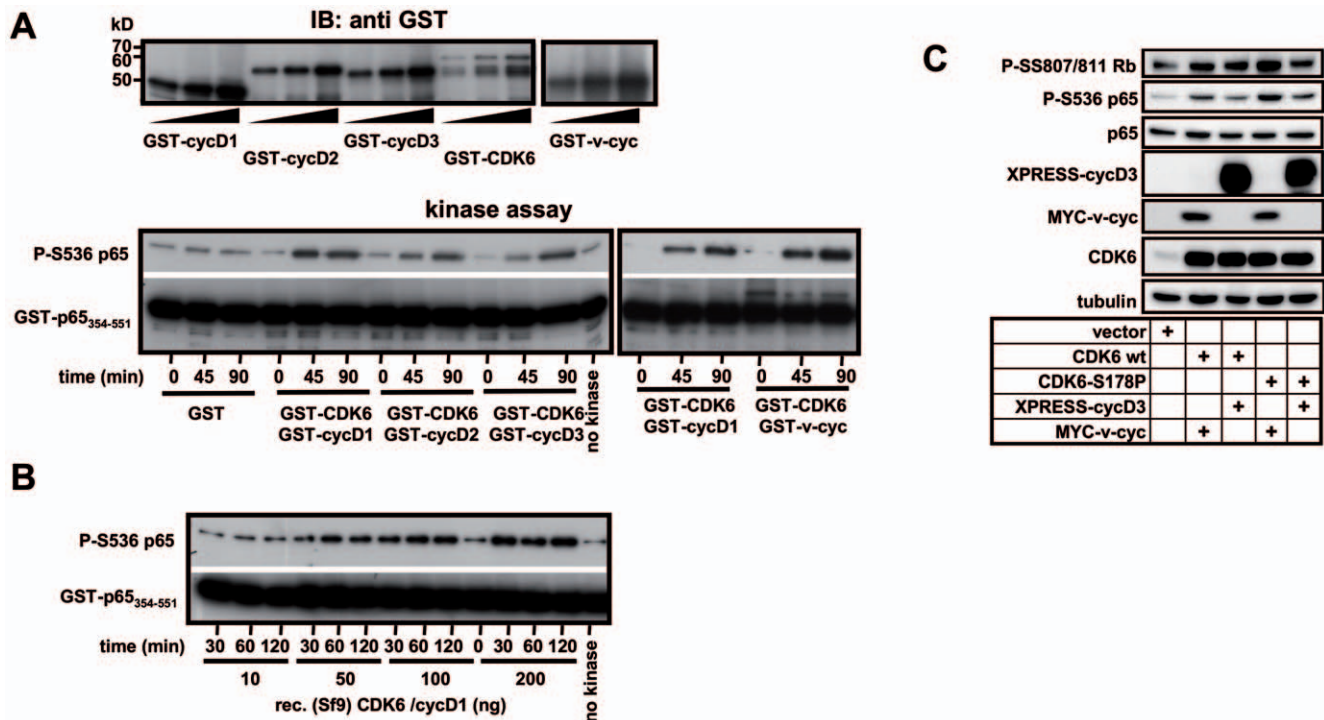 A
IB: anti GST
kD
70
60
50
GST-cycD1
GST-cycD2
GST-cycD3
GST-CDK6
GST-v-cyc
kinase assay
P-S536 p65
GST-p65354-551
time (min) 0 45 90 0 45 90 0 45 90 0 45 90 no kinase 0 45 90 0 45 90
GST
GST-CDK6 GST-CDK6 GST-CDK6 GST-CDK6 GST-CDK6
GST-cycD1 GST-cycD2 GST-cycD3 GST-cycD1 GST-v-cyc
B
P-S536 p65
GST-p65354-551
time (min) 30 60 120 30 60 120 30 60 120 0 30 60 120 no kinase
10 50 100 200
rec. (Sf9) CDK6 /cycD1 (ng)
C
P-SS807/811 Rb
P-S536 p65
p65
XPRESS-cycD3
MYC-v-cyc
CDK6
tubulin
vector +
CDK6 wt + +
CDK6-S178P + +
XPRESS-cycD3 + +
MYC-v-cyc + +